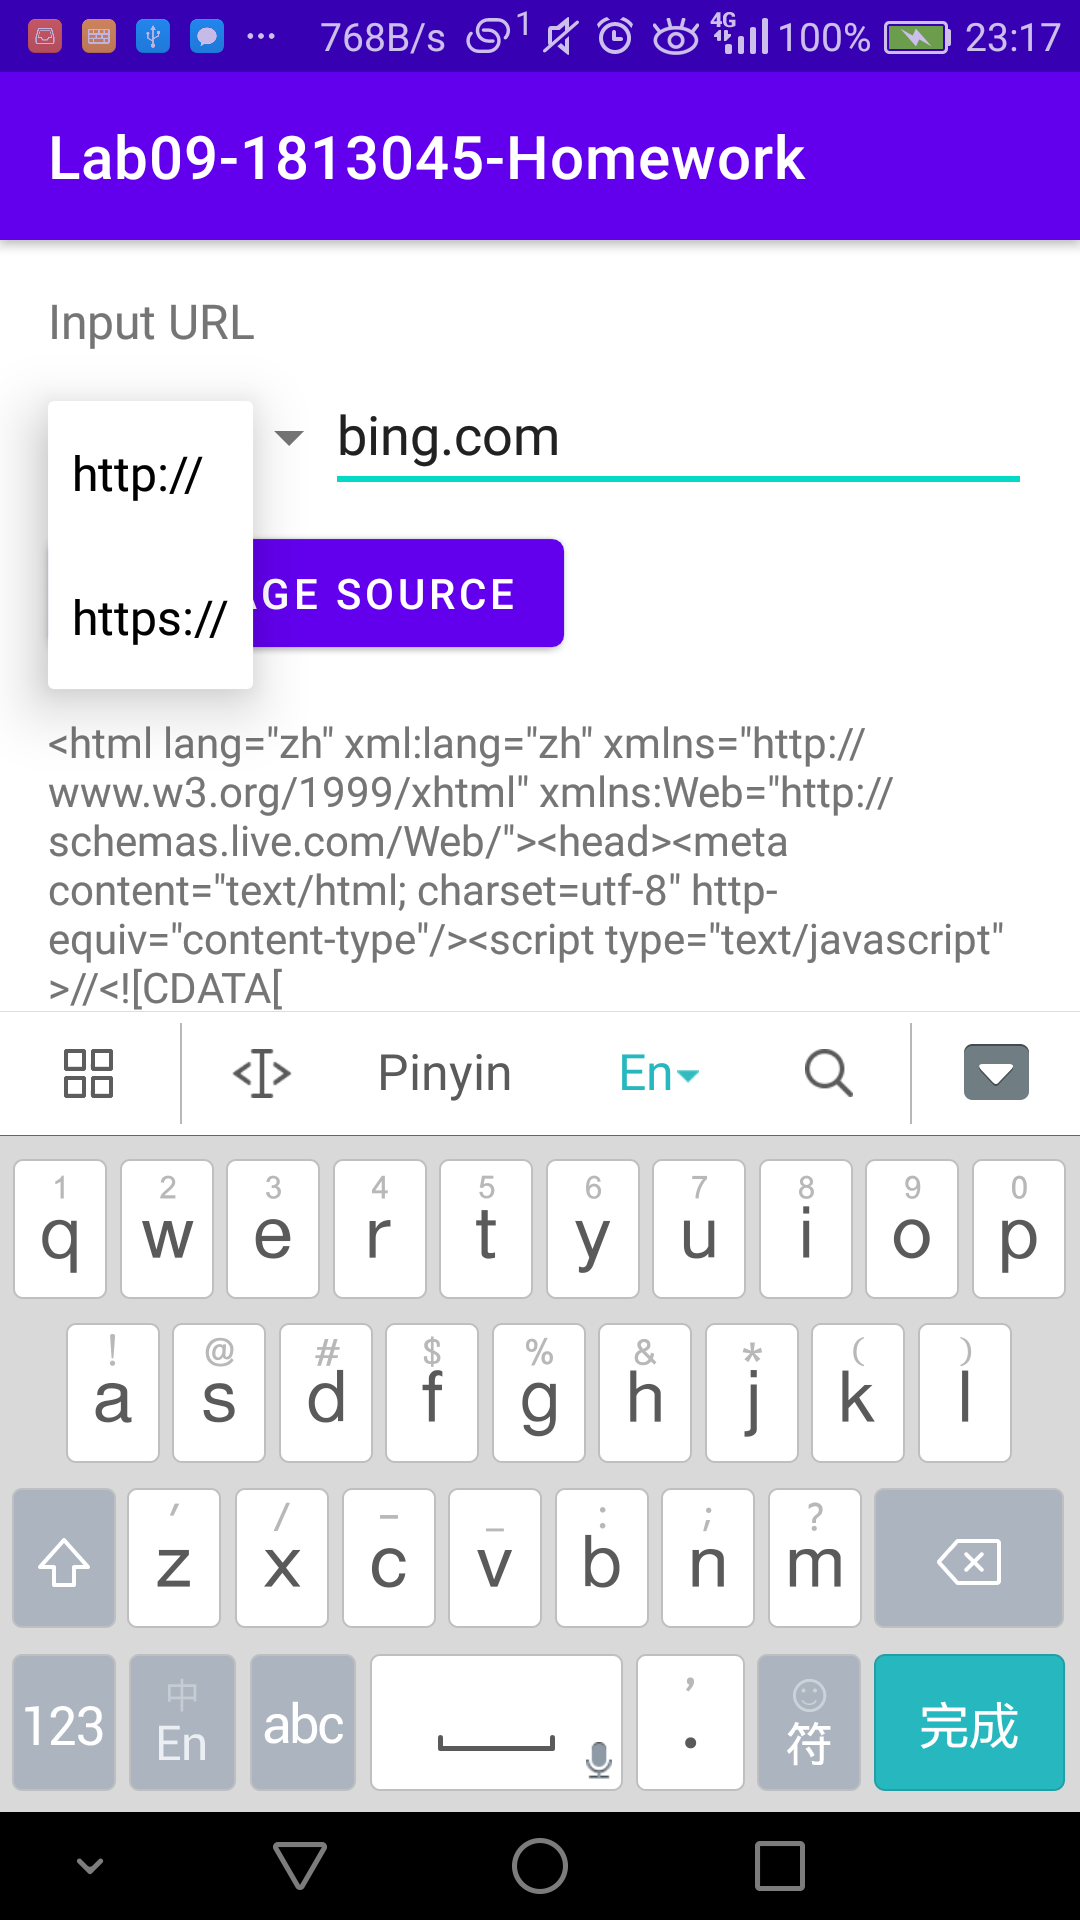 768B/s 1 4G 100% 23:17
Lab09-1813045-Homework
Input URL
http://
bing.com
https://
AGE SOURCE
<html lang="zh" xml:lang="zh" xmlns="http://
www.w3.org/1999/xhtml" xmlns:Web="http://
schemas.live.com/Web/"><head><meta
content="text/html; charset=utf-8" http-
equiv="content-type"/><script type="text/javascript"
>//<![CDATA[
Pinyin En
1 2 3 4 5 6 7 8 9 0
q w e r t y u i o p
! @ # $ % & * ( )
a s d f g h j k l
' / - _ : ; ?
z x c v b n m
123 中 En abc , . 符 完成